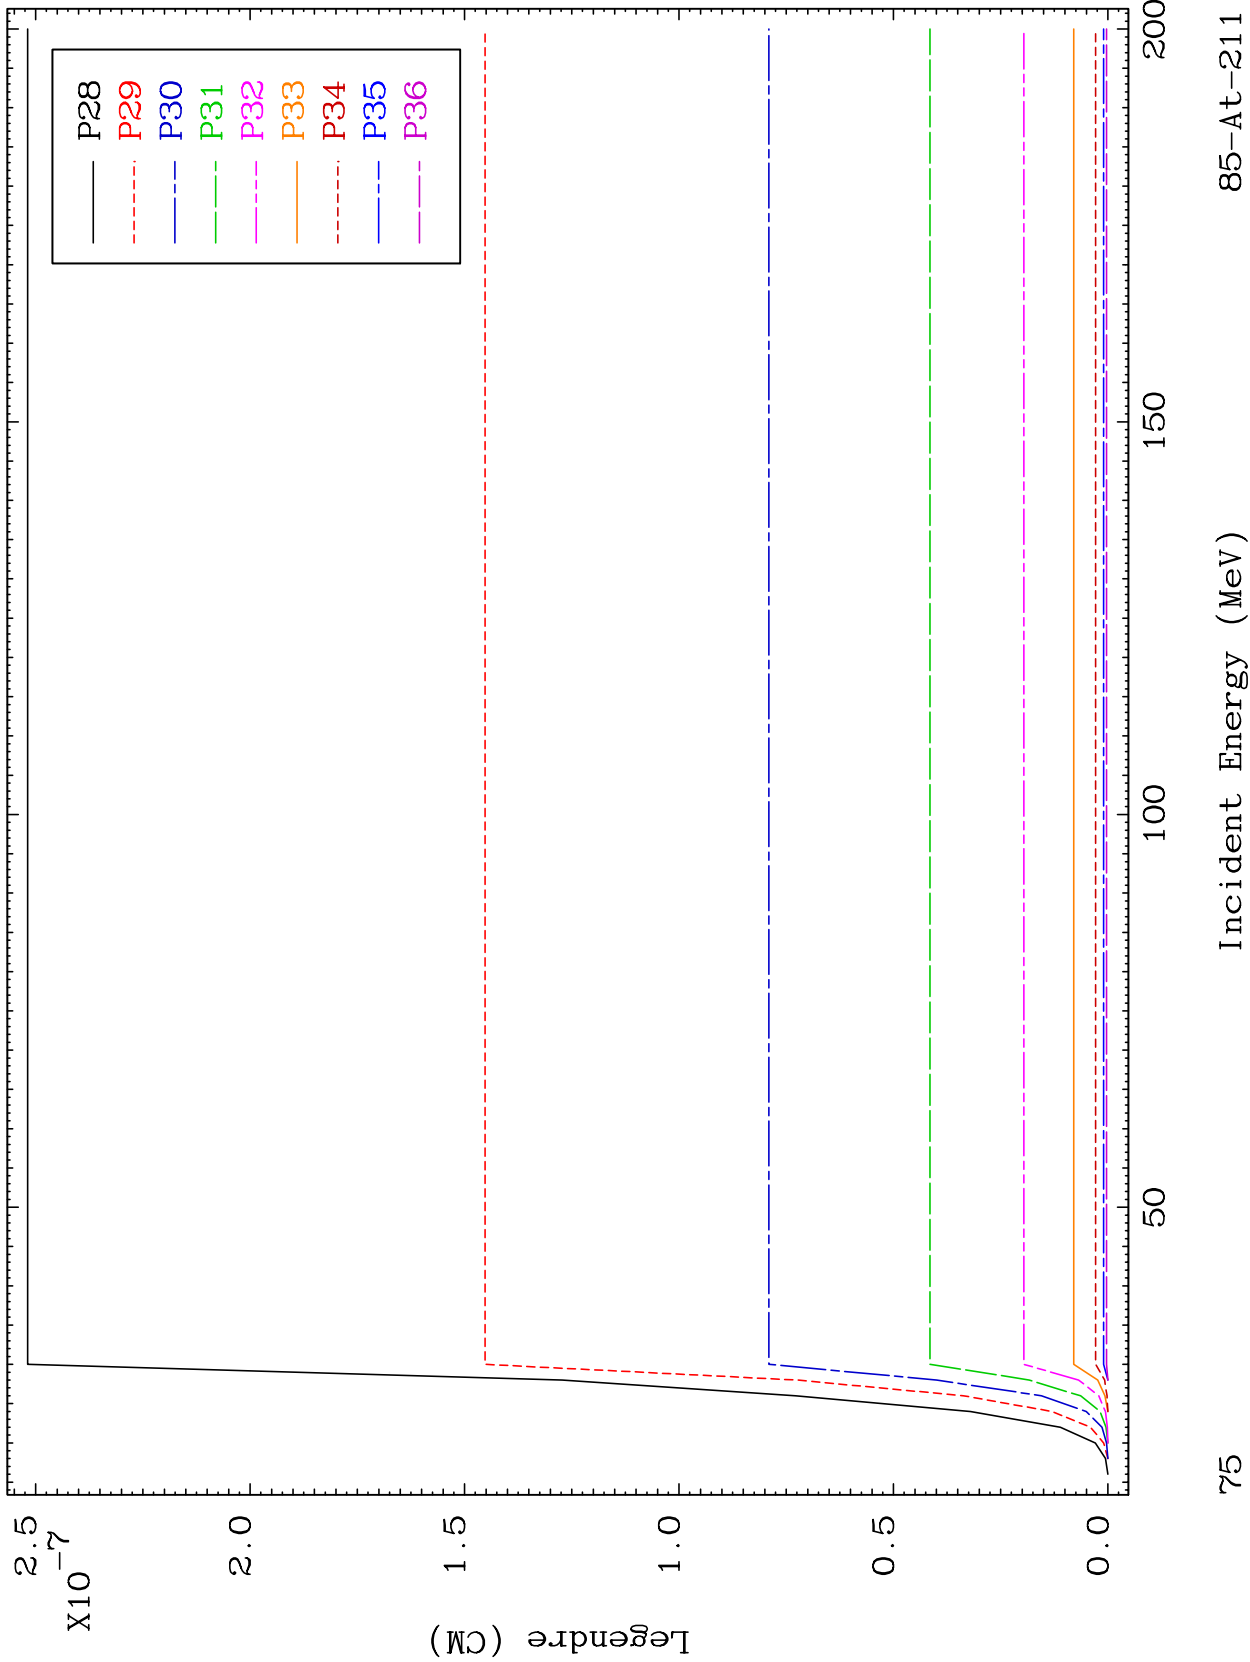 P28
P29
P30
P31
P32
P33
P34
P35
P36
2.5
X10⁻⁷
2.0
1.5
1.0
0.5
0.0
Legendre (CM)
50
100
150
200
75
Incident Energy (MeV)
85-At-211